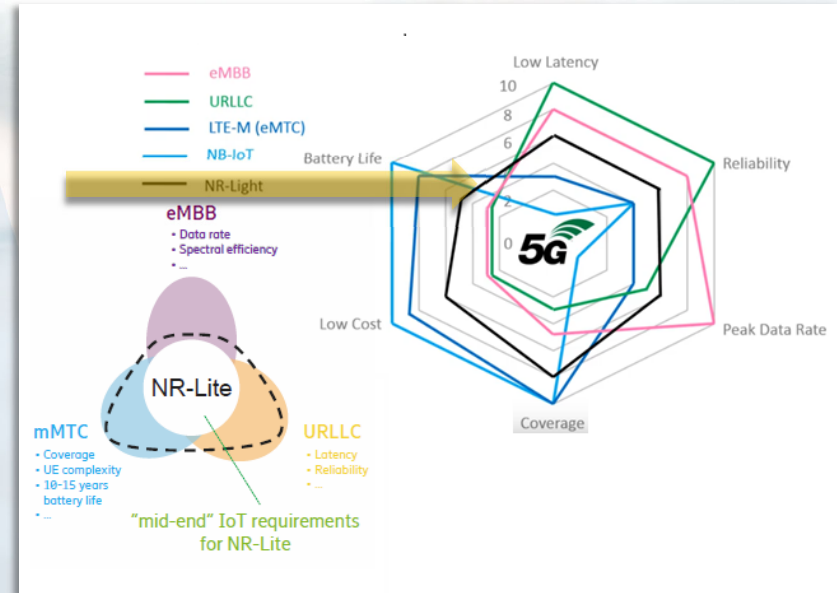 eMBB
URLLC
LTE-M (eMTC)
NB-IoT
NR-Light
Low Latency
10
8
6
2
0
Battery Life
Reliability
5G
Low Cost
Peak Data Rate
Coverage
eMBB
• Data rate
• Spectral efficiency
• ...
NR-Lite
mMTC
• Coverage
• UE complexity
• 10-15 years
battery life
• ...
URLLC
• Latency
• Reliability
• ...
"mid-end" IoT requirements
for NR-Lite